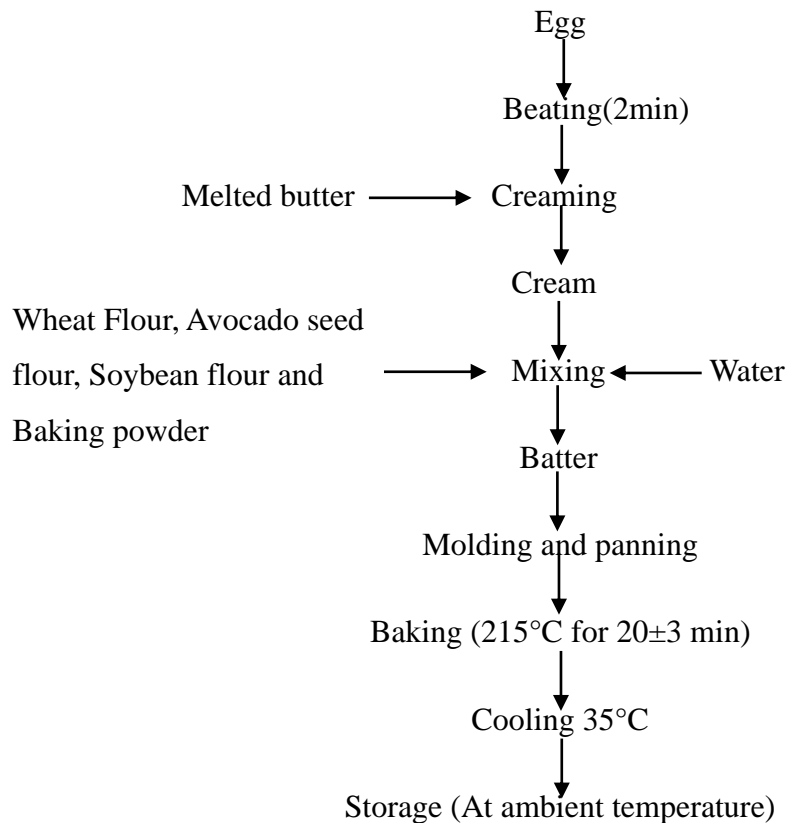 Egg
Beating(2min)
Melted butter
Creaming
Cream
Wheat Flour, Avocado seed
flour, Soybean flour and
Baking powder
Mixing
Water
Batter
Molding and panning
Baking (215°C for 20±3 min)
Cooling 35°C
Storage (At ambient temperature)